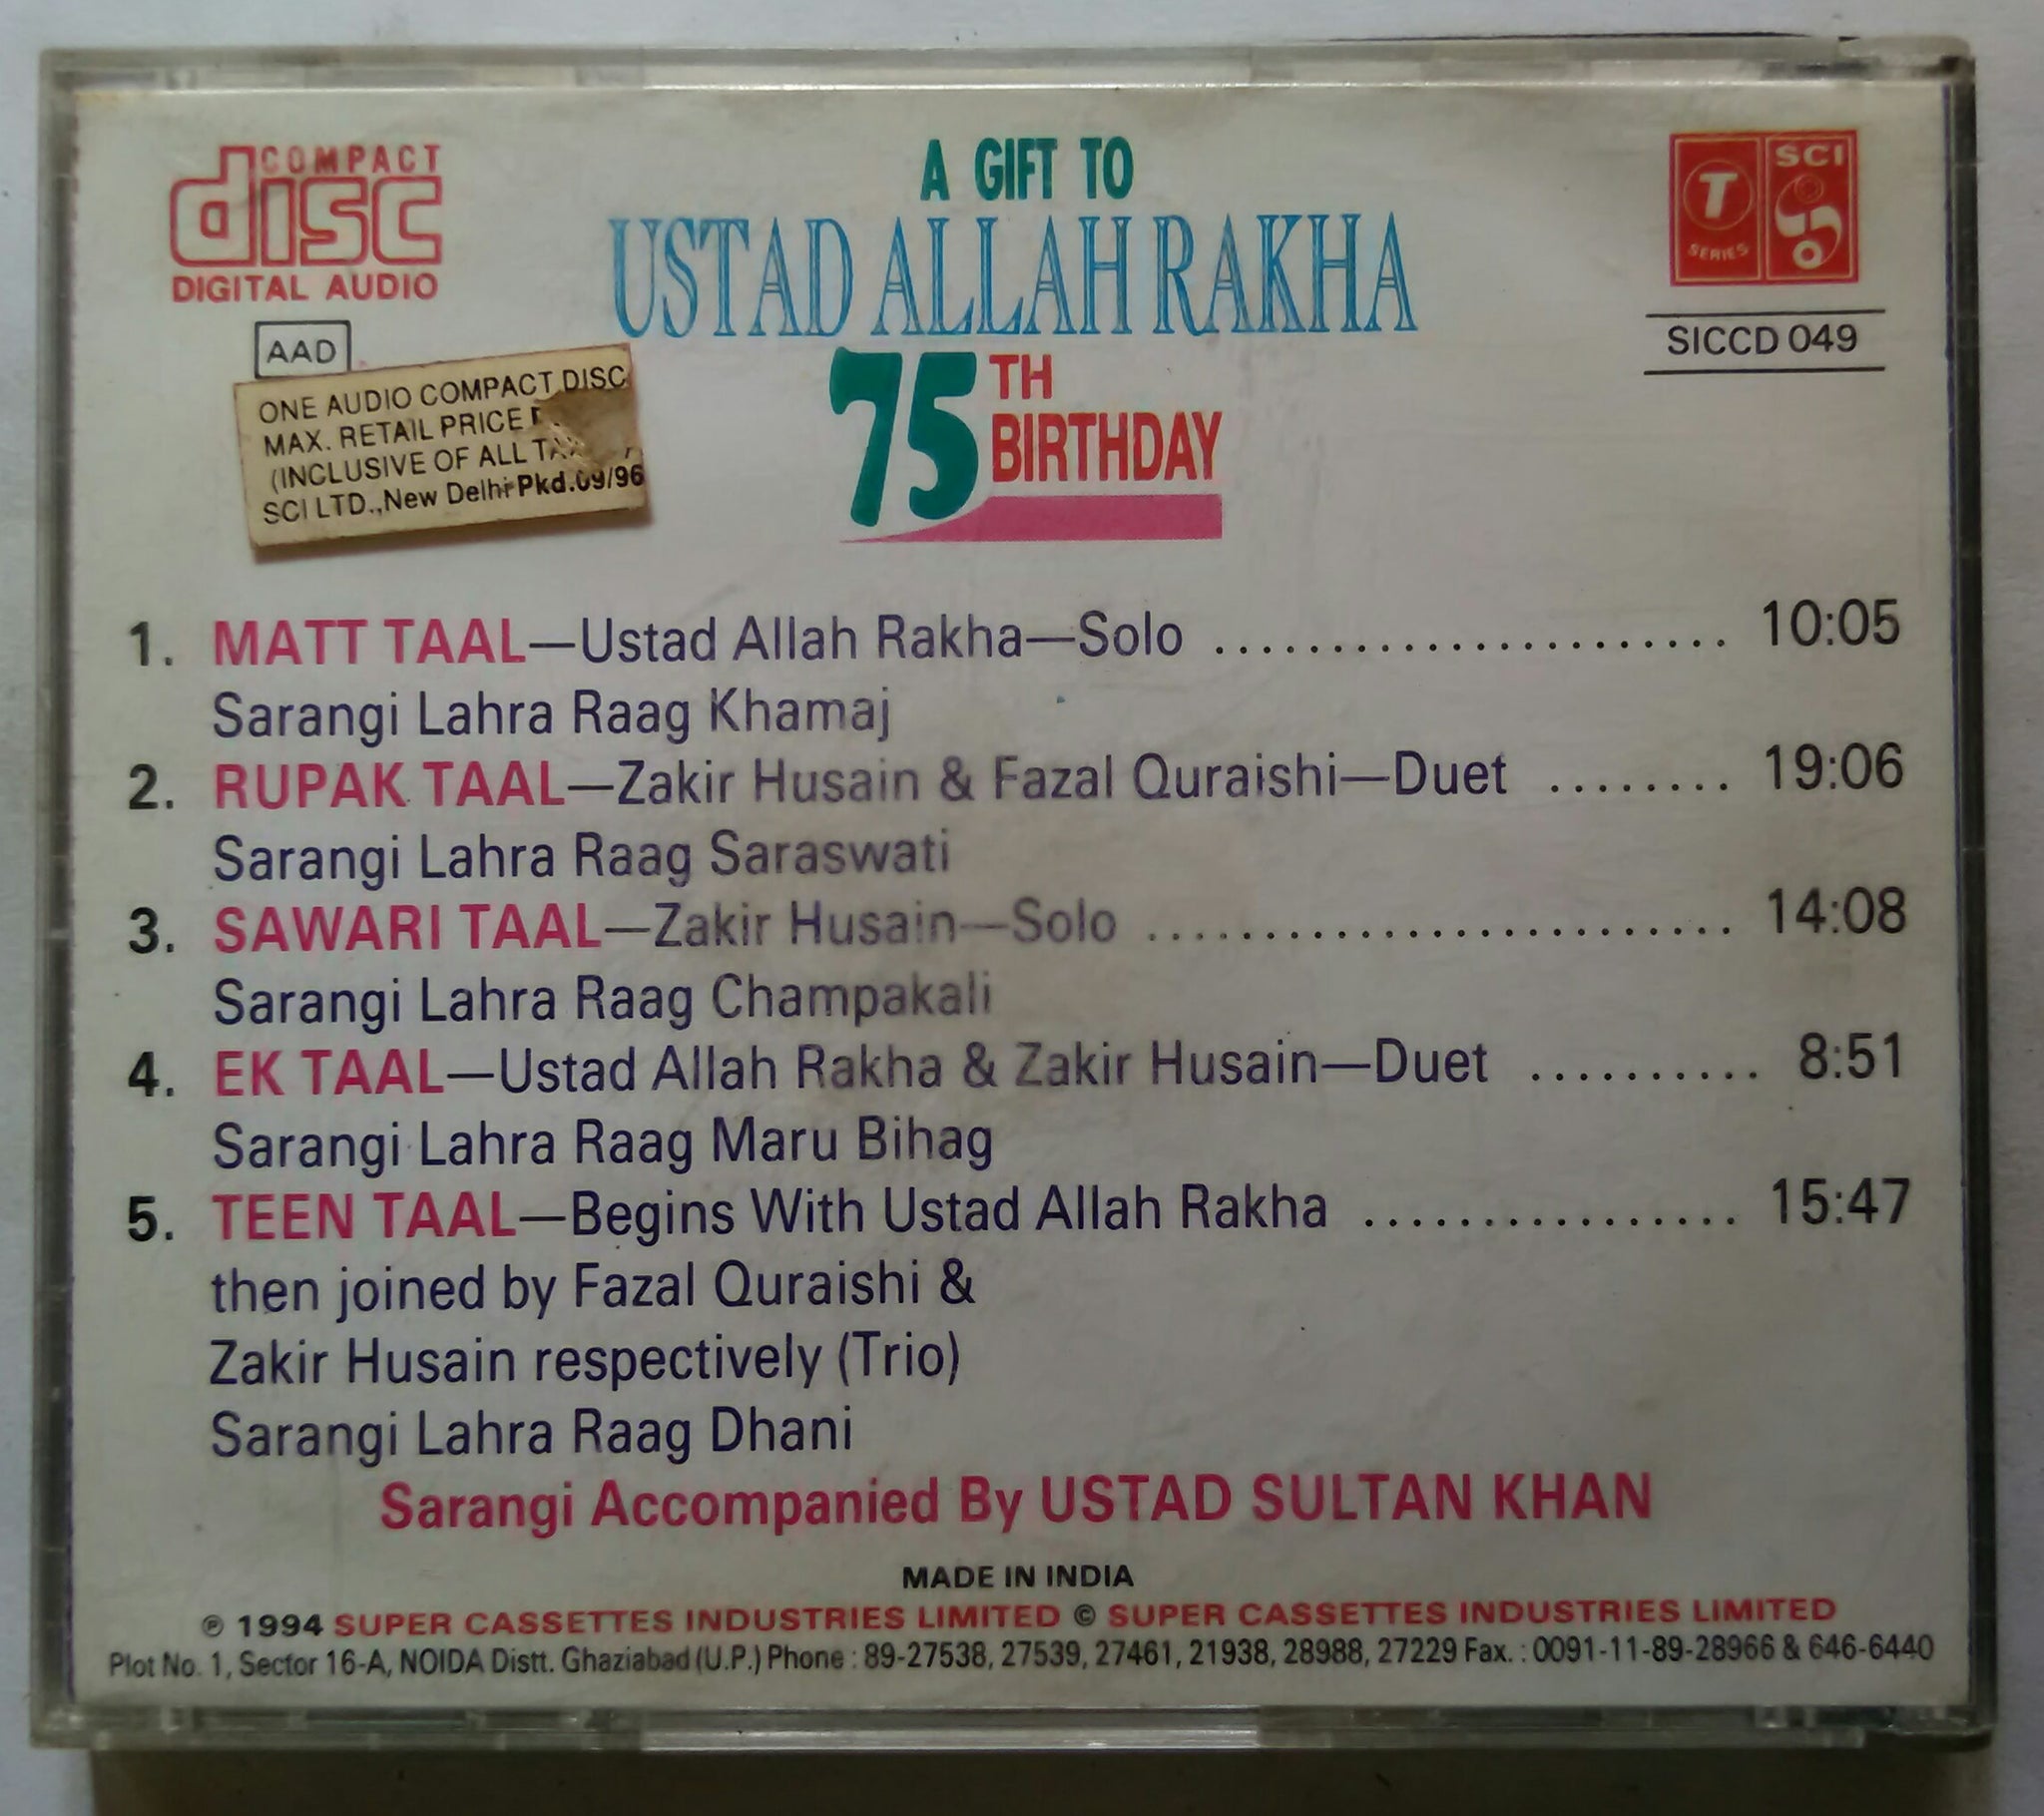 COMPACT
disc
DIGITAL AUDIO
AAD
ONE AUDIO COMPACT DISC
MAX. RETAIL PRICE
(INCLUSIVE OF ALL
SCI LTD.,New Delhi Pkd.09/96
A GIFT TO
USTAD ALLAH RAKHA
75TH
BIRTHDAY
T SERIES
SCI
SICCD 049
1. MATT TAAL—Ustad Allah Rakha—Solo ...................... 10:05
Sarangi Lahra Raag Khamaj
2. RUPAK TAAL—Zakir Husain & Fazal Quraishi—Duet ........ 19:06
Sarangi Lahra Raag Saraswati
3. SAWARI TAAL—Zakir Husain—Solo ......................... 14:08
Sarangi Lahra Raag Champakali
4. EK TAAL—Ustad Allah Rakha & Zakir Husain—Duet .......... 8:51
Sarangi Lahra Raag Maru Bihag
5. TEEN TAAL—Begins With Ustad Allah Rakha ................ 15:47
then joined by Fazal Quraishi &
Zakir Husain respectively (Trio)
Sarangi Lahra Raag Dhani
Sarangi Accompanied By USTAD SULTAN KHAN
MADE IN INDIA
℗ 1994 SUPER CASSETTES INDUSTRIES LIMITED © SUPER CASSETTES INDUSTRIES LIMITED
Plot No. 1, Sector 16-A, NOIDA Distt. Ghaziabad (U.P.) Phone : 89-27538, 27539, 27461, 21938, 28988, 27229 Fax. : 0091-11-89-28966 & 646-6440